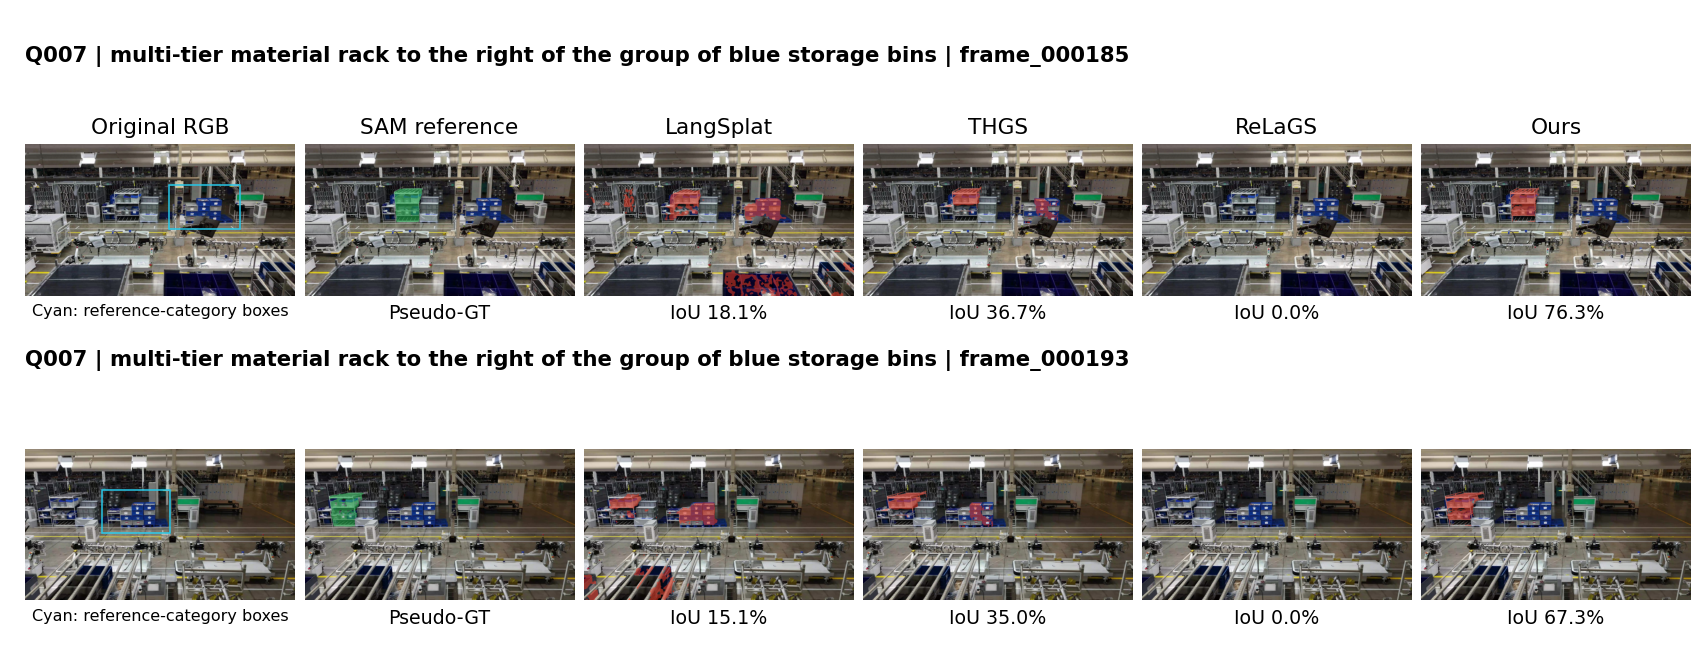 Q007 | multi-tier material rack to the right of the group of blue storage bins | frame_000185
Original RGB SAM reference LangSplat THGS ReLaGS Ours
Cyan: reference-category boxes Pseudo-GT IoU 18.1% IoU 36.7% IoU 0.0% IoU 76.3%
Q007 | multi-tier material rack to the right of the group of blue storage bins | frame_000193
Cyan: reference-category boxes Pseudo-GT IoU 15.1% IoU 35.0% IoU 0.0% IoU 67.3%